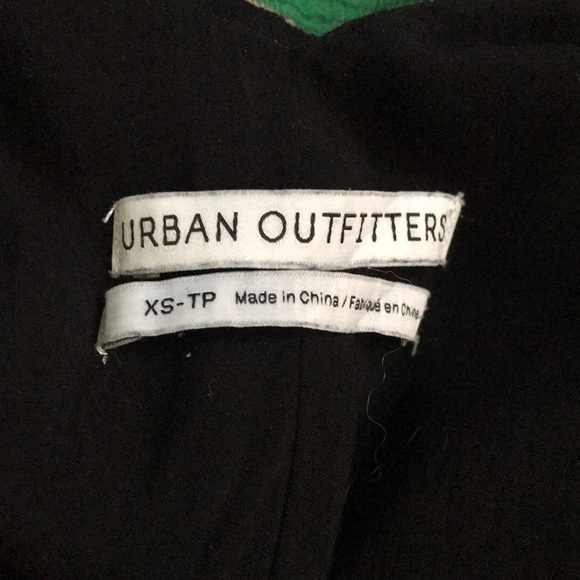 URBAN OUTFITTERS
XS-TP Made in China / Fabriqué en Chine